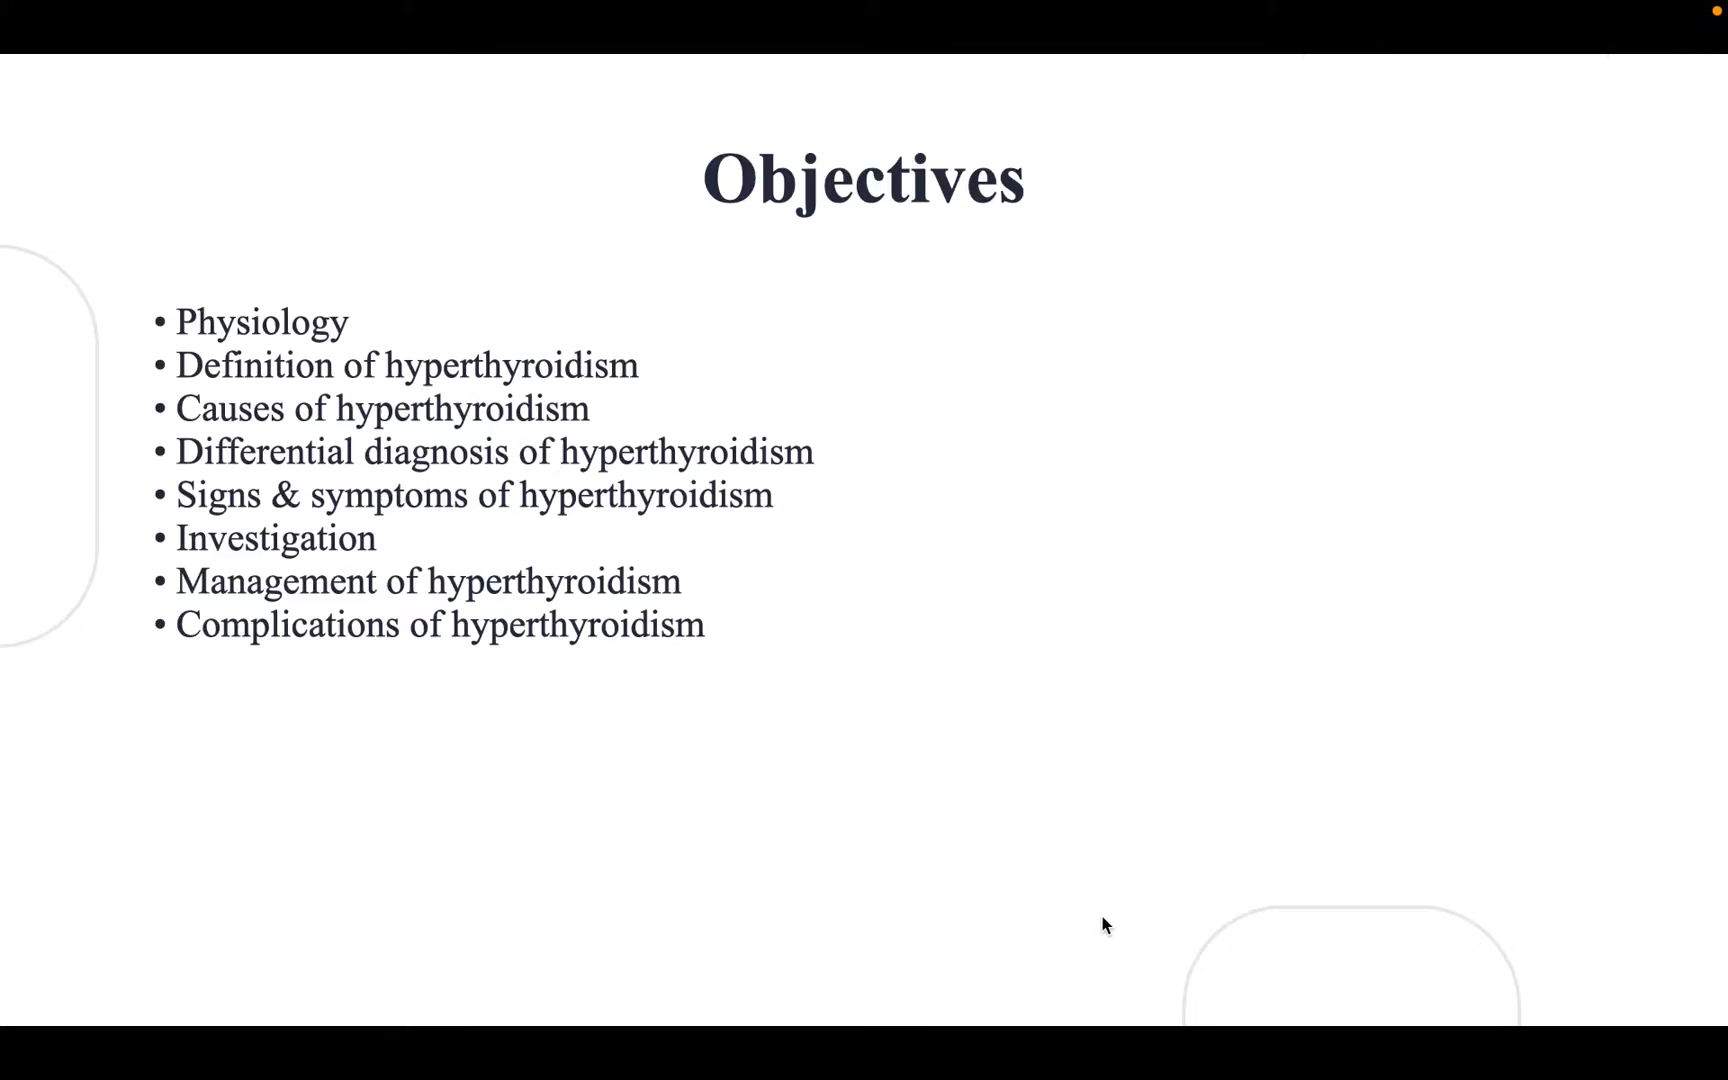 Objectives
• Physiology
• Definition of hyperthyroidism
• Causes of hyperthyroidism
• Differential diagnosis of hyperthyroidism
• Signs & symptoms of hyperthyroidism
• Investigation
• Management of hyperthyroidism
• Complications of hyperthyroidism